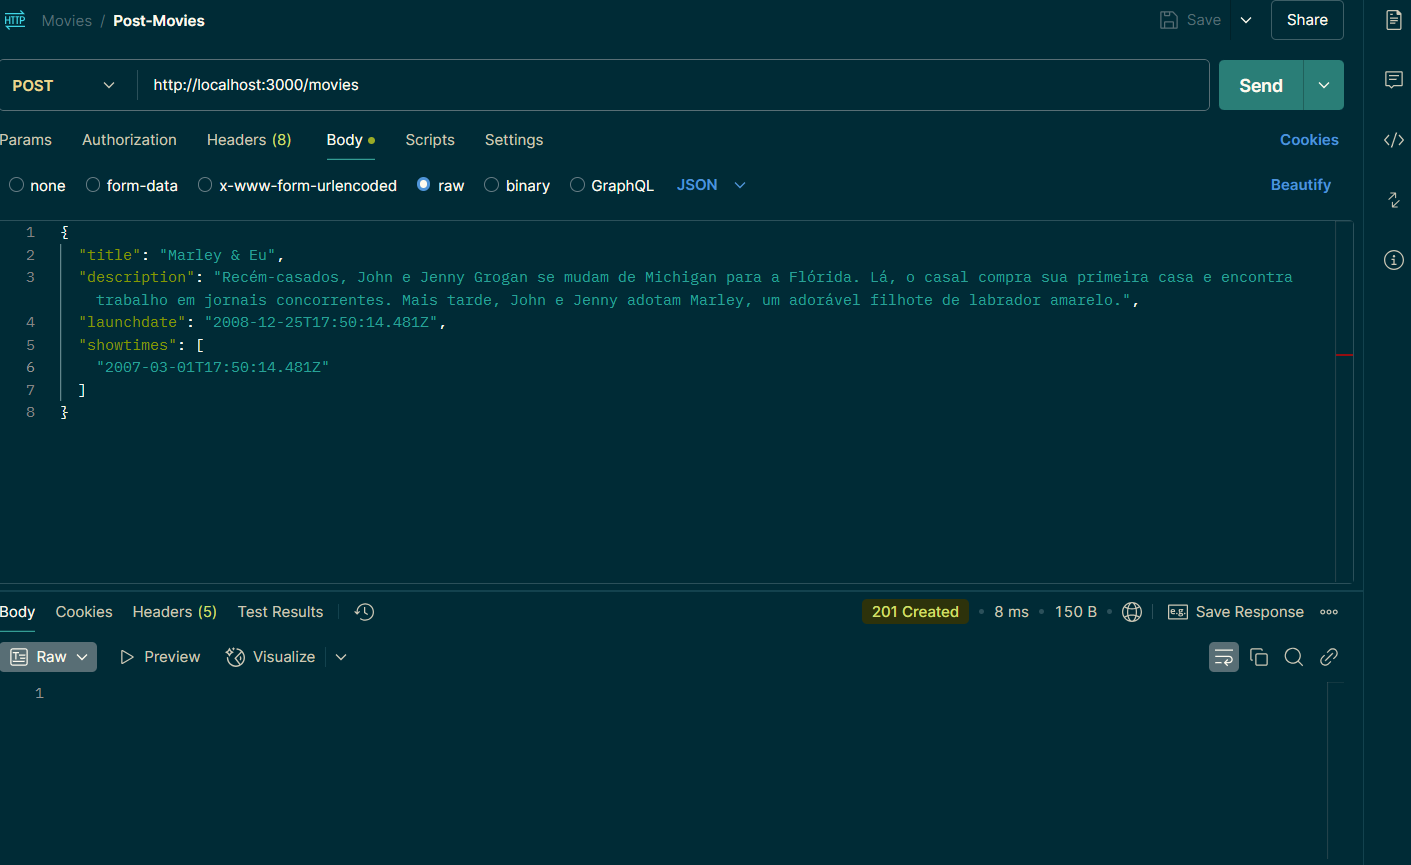 HTTP Movies / Post-Movies Save Share
POST http://localhost:3000/movies Send
Params Authorization Headers (8) Body Scripts Settings Cookies
none form-data x-www-form-urlencoded raw binary GraphQL JSON Beautify
1 {
2 "title": "Marley & Eu",
3 "description": "Recém-casados, John e Jenny Grogan se mudam de Michigan para a Flórida. Lá, o casal compra sua primeira casa e encontra
trabalho em jornais concorrentes. Mais tarde, John e Jenny adotam Marley, um adorável filhote de labrador amarelo.",
4 "launchdate": "2008-12-25T17:50:14.481Z",
5 "showtimes": [
6 "2007-03-01T17:50:14.481Z"
7 ]
8 }
Body Cookies Headers (5) Test Results 201 Created • 8 ms • 150 B • e.g. Save Response
Raw Preview Visualize
1